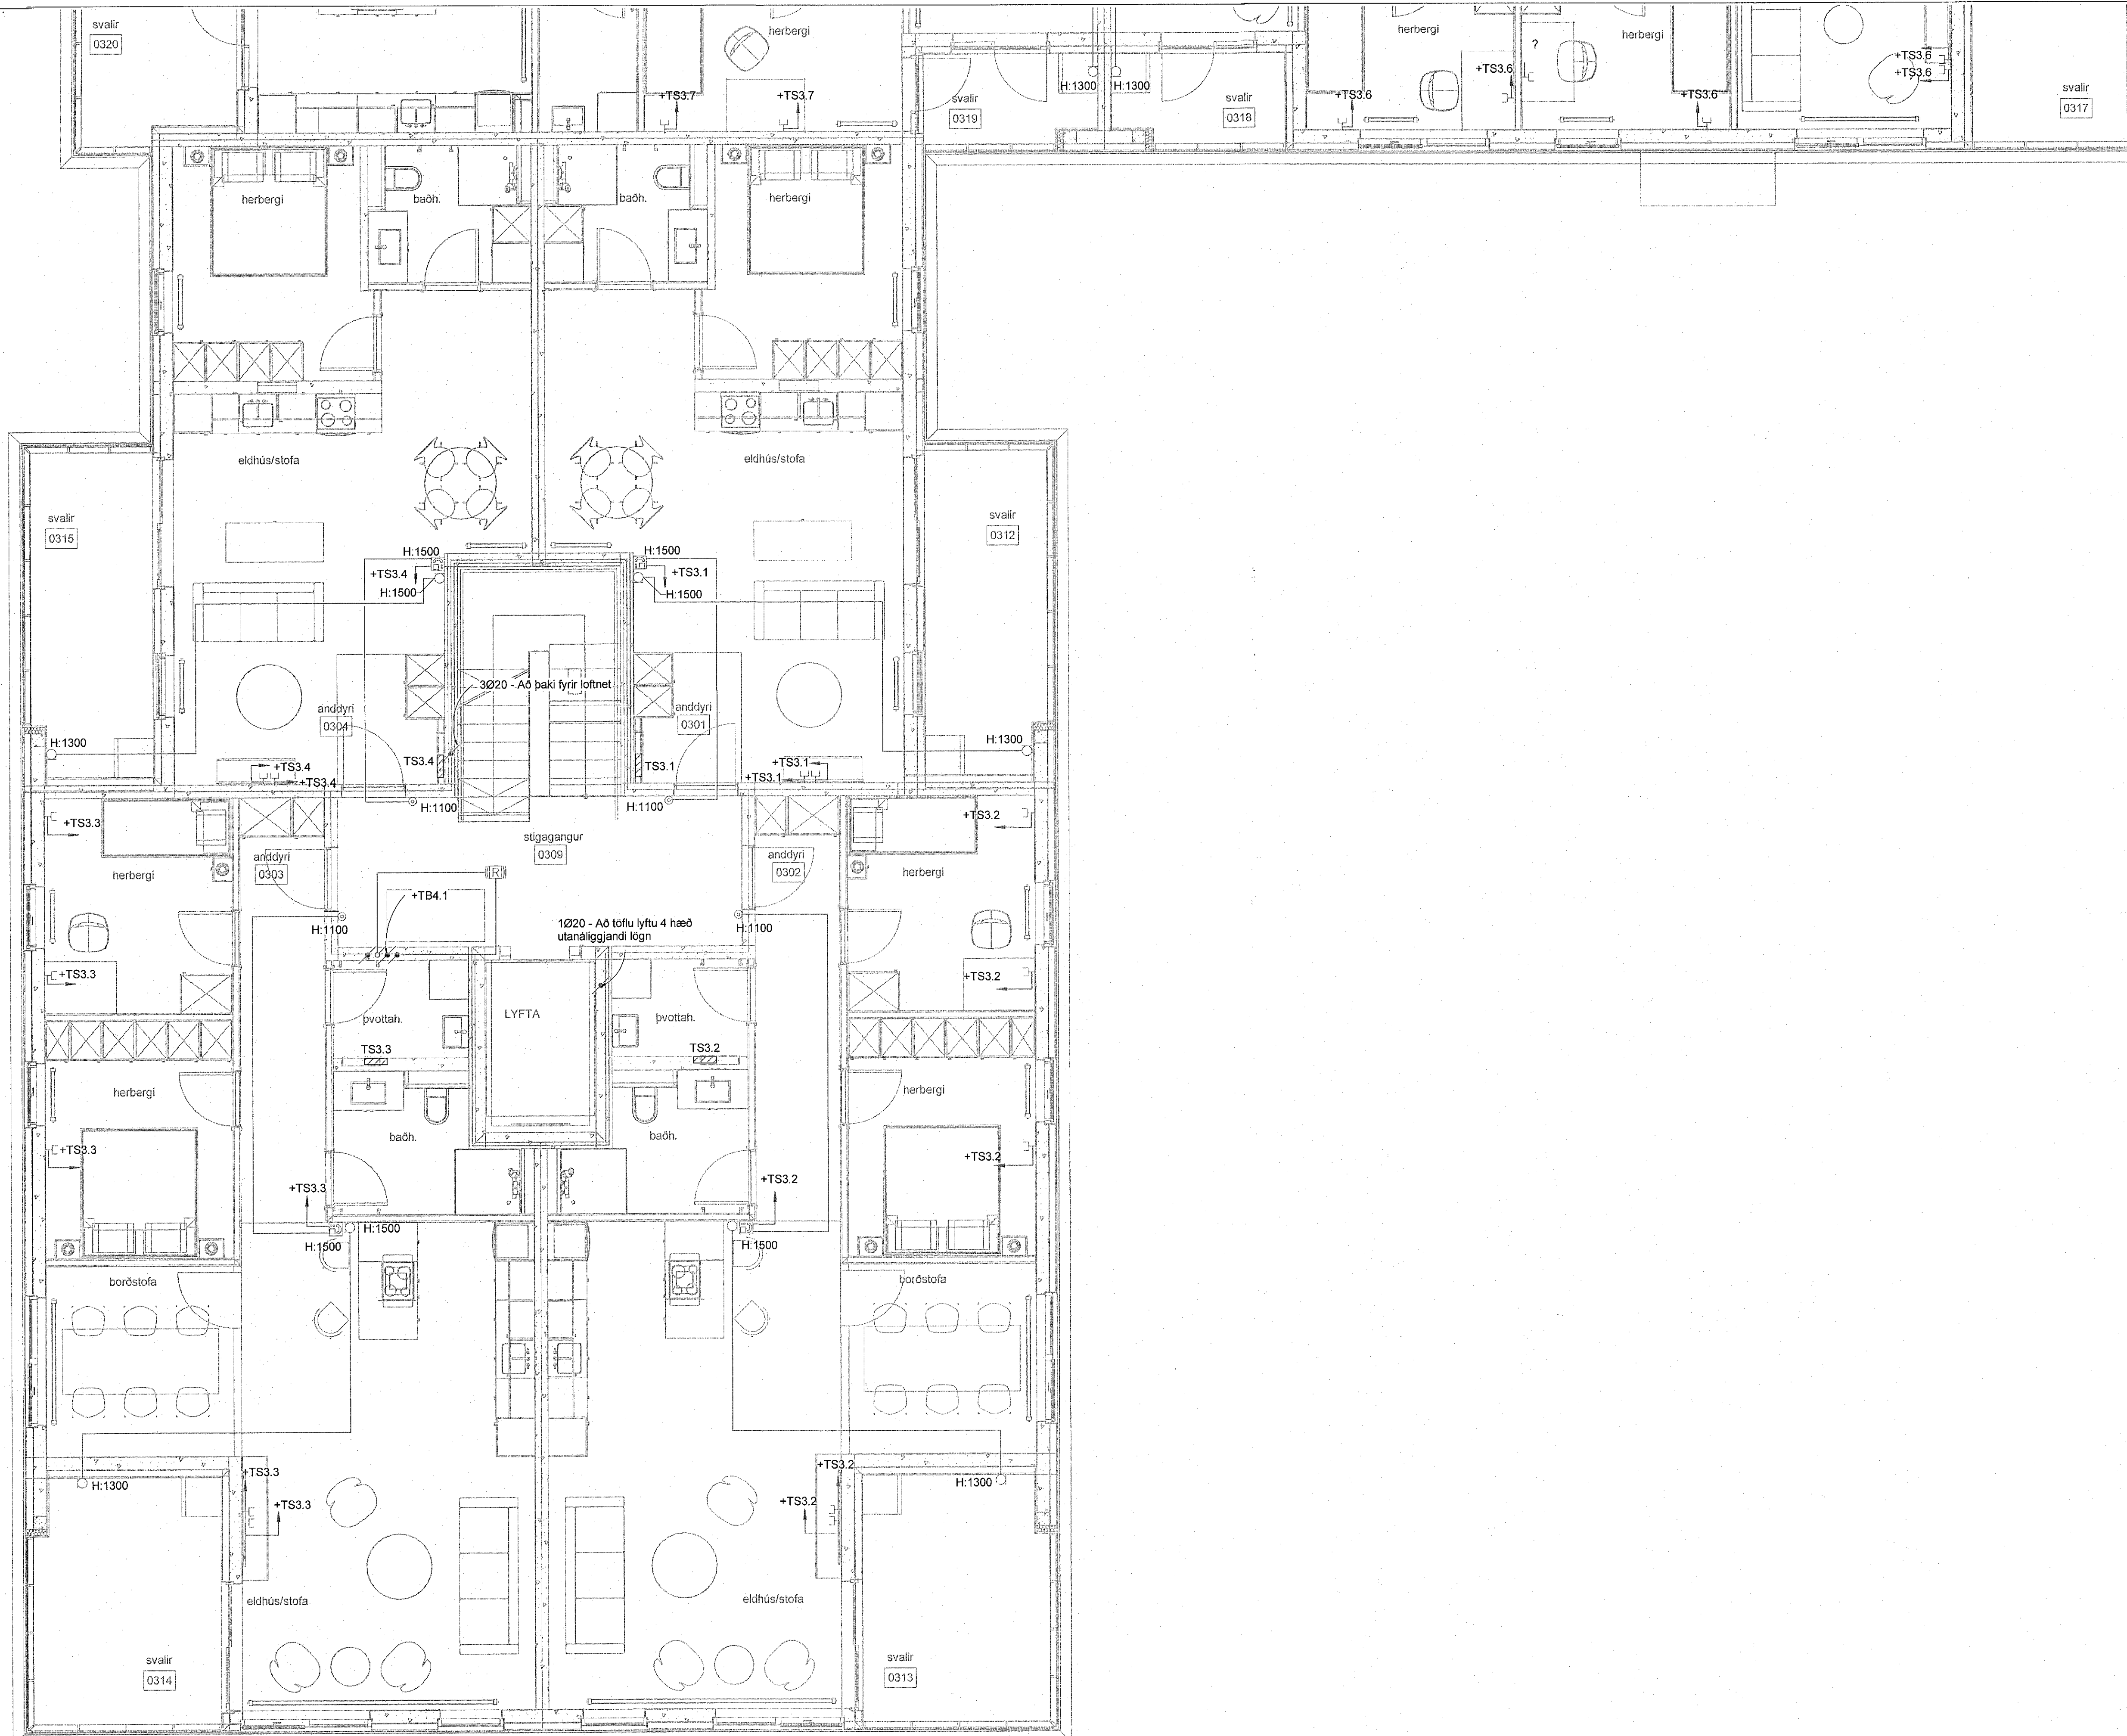 svalir
0320
herbergi
+TS3.7
+TS3.7
svalir
0319
H:1300
H:1300
svalir
0318
herbergi
+TS3.6
+TS3.6
?
herbergi
+TS3.6
+TS3.6
+TS3.6
svalir
0317
herbergi
baðh.
baðh.
herbergi
eldhús/stofa
eldhús/stofa
svalir
0315
svalir
0312
H:1500
+TS3.4
H:1500
H:1500
+TS3.1
H:1500
3Ø20 - Að þaki fyrir loftnet
anddyri
0304
anddyri
0301
H:1300
H:1300
+TS3.4
+TS3.4
TS3.4
TS3.1
+TS3.1
+TS3.1
H:1100
H:1100
+TS3.3
+TS3.2
stigagangur
0309
anddyri
0303
anddyri
0302
herbergi
herbergi
R
+TB4.1
H:1100
1Ø20 - Að töflu lyftu 4 hæð
utanáliggjandi lögn
H:1100
+TS3.3
+TS3.2
þvottah.
LYFTA
þvottah.
TS3.3
TS3.2
herbergi
herbergi
baðh.
baðh.
+TS3.3
+TS3.2
+TS3.3
+TS3.2
H:1500
H:1500
H:1500
borðstofa
borðstofa
+TS3.3
H:1300
+TS3.3
+TS3.2
+TS3.2
H:1300
eldhús/stofa
eldhús/stofa
svalir
0314
svalir
0313